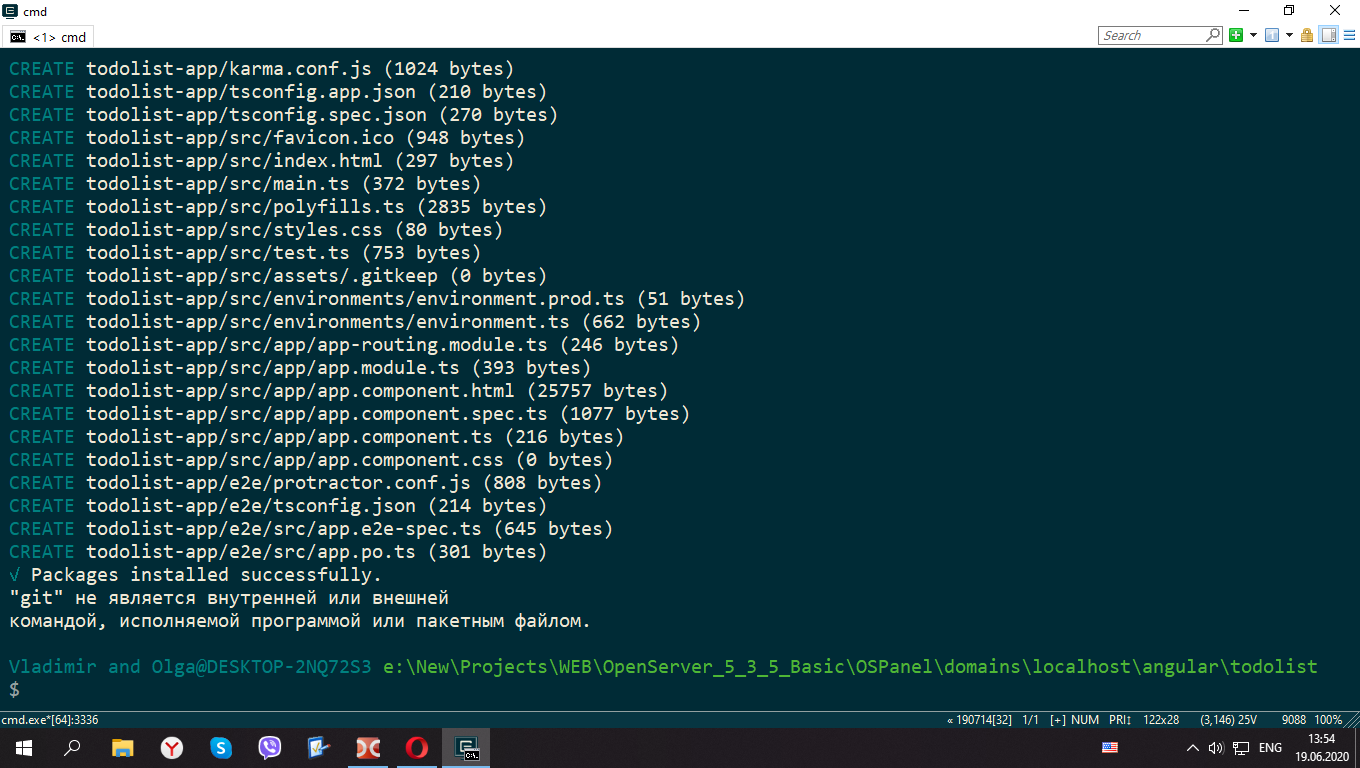 cmd
<1> cmd
Search
CREATE todolist-app/karma.conf.js (1024 bytes)
CREATE todolist-app/tsconfig.app.json (210 bytes)
CREATE todolist-app/tsconfig.spec.json (270 bytes)
CREATE todolist-app/src/favicon.ico (948 bytes)
CREATE todolist-app/src/index.html (297 bytes)
CREATE todolist-app/src/main.ts (372 bytes)
CREATE todolist-app/src/polyfills.ts (2835 bytes)
CREATE todolist-app/src/styles.css (80 bytes)
CREATE todolist-app/src/test.ts (753 bytes)
CREATE todolist-app/src/assets/.gitkeep (0 bytes)
CREATE todolist-app/src/environments/environment.prod.ts (51 bytes)
CREATE todolist-app/src/environments/environment.ts (662 bytes)
CREATE todolist-app/src/app/app-routing.module.ts (246 bytes)
CREATE todolist-app/src/app/app.module.ts (393 bytes)
CREATE todolist-app/src/app/app.component.html (25757 bytes)
CREATE todolist-app/src/app/app.component.spec.ts (1077 bytes)
CREATE todolist-app/src/app/app.component.ts (216 bytes)
CREATE todolist-app/src/app/app.component.css (0 bytes)
CREATE todolist-app/e2e/protractor.conf.js (808 bytes)
CREATE todolist-app/e2e/tsconfig.json (214 bytes)
CREATE todolist-app/e2e/src/app.e2e-spec.ts (645 bytes)
CREATE todolist-app/e2e/src/app.po.ts (301 bytes)
√ Packages installed successfully.
"git" не является внутренней или внешней
командой, исполняемой программой или пакетным файлом.
Vladimir and Olga@DESKTOP-2NQ72S3 e:\New\Projects\WEB\OpenServer_5_3_5_Basic\OSPanel\domains\localhost\angular\todolist
$
cmd.exe*[64]:3336 « 190714[32] 1/1 [+] NUM PRI↕ 122x28 (3,146) 25V 9088 100%
ENG
13:54
19.06.2020